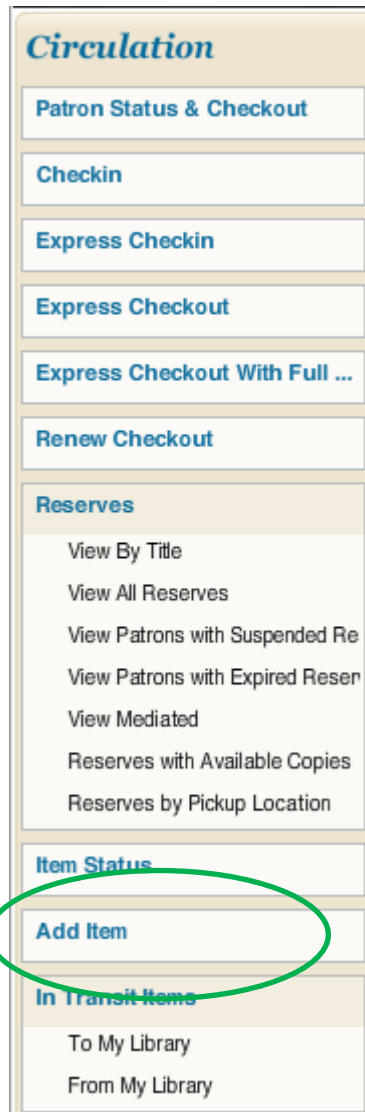 Circulation
Patron Status & Checkout
Checkin
Express Checkin
Express Checkout
Express Checkout With Full ...
Renew Checkout
Reserves
View By Title
View All Reserves
View Patrons with Suspended Re
View Patrons with Expired Reser
View Mediated
Reserves with Available Copies
Reserves by Pickup Location
Item Status
Add Item
In Transit Items
To My Library
From My Library